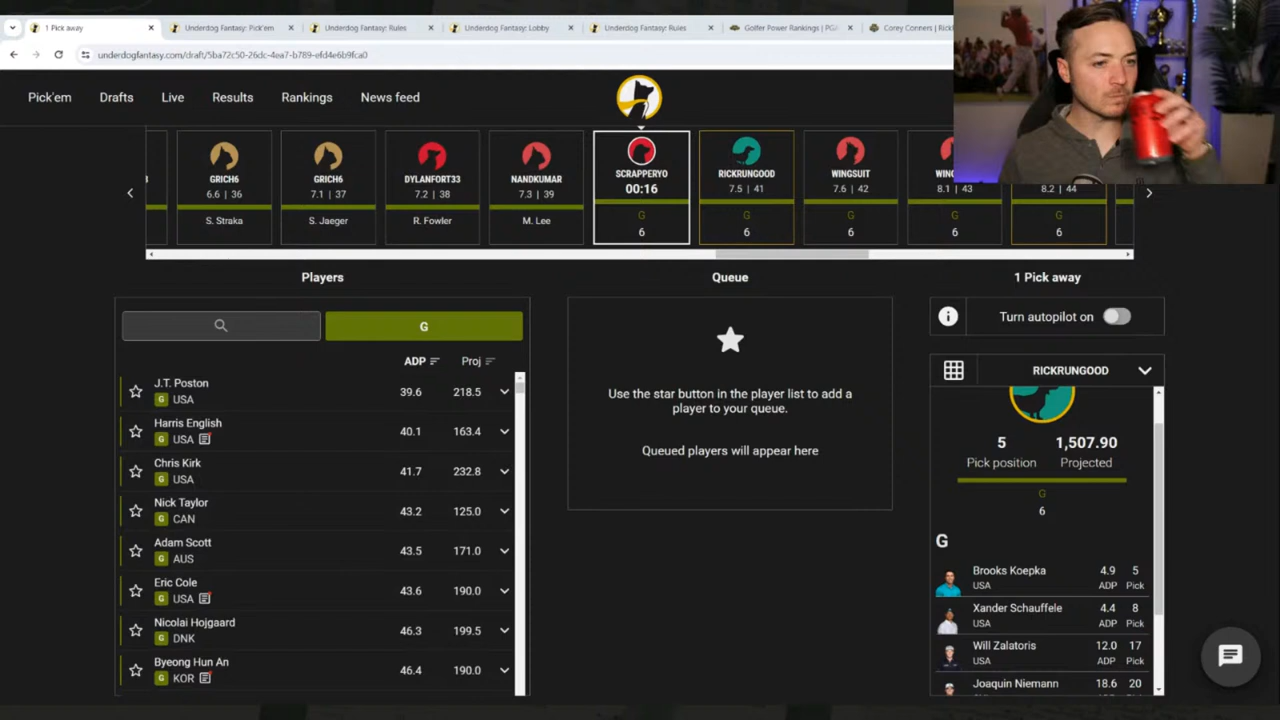 1 Pick away
Underdog Fantasy: Pick'em
Underdog Fantasy: Rules
Underdog Fantasy: Lobby
Underdog Fantasy: Rules
Golfer Power Rankings | PGA
Corey Conners | Rick
underdogfantasy.com/draft/5ba72c50-26dc-4ea7-b789-efd4e6b9fca0
Pick'em
Drafts
Live
Results
Rankings
News feed
GRICH6
6.6 | 36
S. Straka
GRICH6
7.1 | 37
S. Jaeger
DYLANFORT33
7.2 | 38
R. Fowler
NANDKUMAR
7.3 | 39
M. Lee
SCRAPPERYO
00:16
G
6
RICKRUNGOOD
7.5 | 41
G
6
WINGSUIT
7.6 | 42
G
6
8.1 | 43
G
6
8.2 | 44
G
6
Players
Queue
1 Pick away
G
ADP
Proj
J.T. Poston
G USA
39.6
218.5
Harris English
G USA
40.1
163.4
Chris Kirk
G USA
41.7
232.8
Nick Taylor
G CAN
43.2
125.0
Adam Scott
G AUS
43.5
171.0
Eric Cole
G USA
43.6
190.0
Nicolai Hojgaard
G DNK
46.3
199.5
Byeong Hun An
G KOR
46.4
190.0
Use the star button in the player list to add a
player to your queue.
Queued players will appear here
Turn autopilot on
RICKRUNGOOD
5
1,507.90
Pick position
Projected
G
6
G
Brooks Koepka
4.9
5
USA
ADP
Pick
Xander Schauffele
4.4
8
USA
ADP
Pick
Will Zalatoris
12.0
17
USA
ADP
Pick
Joaquin Niemann
18.6
20